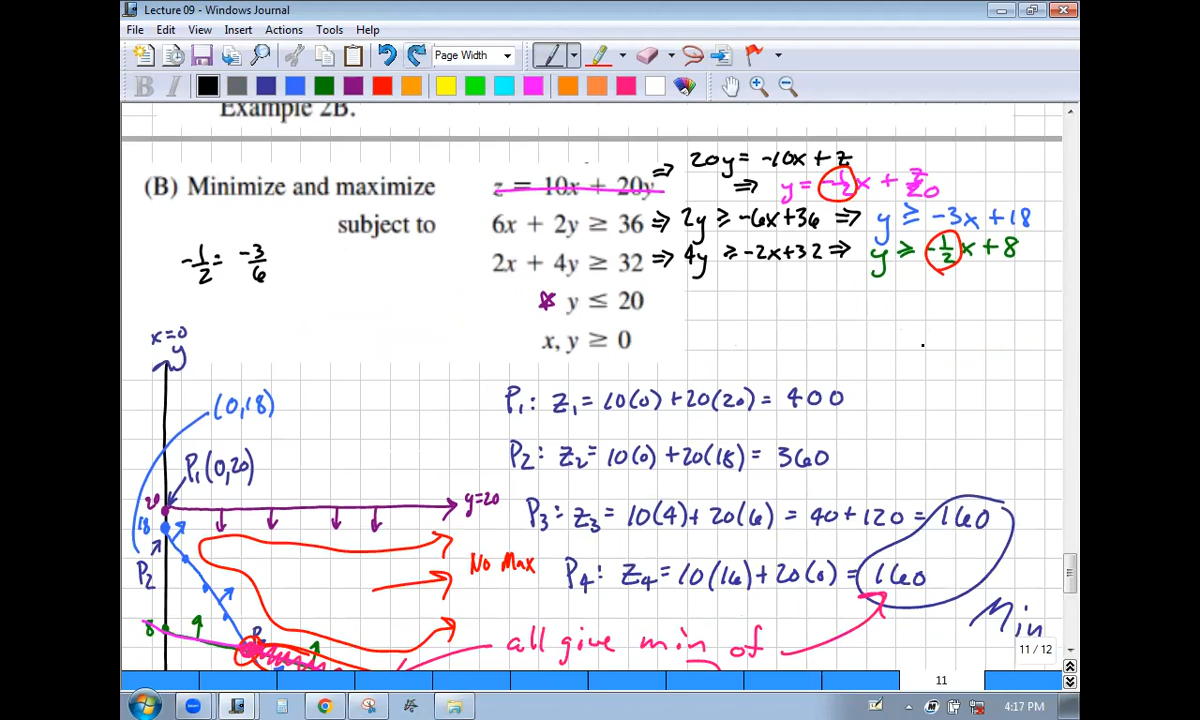 Lecture 09 - Windows Journal
File Edit View Insert Actions Tools Help
Page Width
B I
Example 2B.
(B) Minimize and maximize z = 10x + 20y ⇒ 20y = -10x + z
⇒ y = -1/2 x + z/20
subject to 6x + 2y ≥ 36 ⇒ 2y ≥ -6x + 36 ⇒ y ≥ -3x + 18
2x + 4y ≥ 32 ⇒ 4y ≥ -2x + 32 ⇒ y ≥ -1/2 x + 8
-1/2 = -3/6
* y ≤ 20
x, y ≥ 0
x=0
y
(0,18)
P1: z1 = 10(0) + 20(20) = 400
P2: z2 = 10(0) + 20(18) = 360
P1(0,20)
20 y=20
18
P3: z3 = 10(4) + 20(6) = 40 + 120 = 160
P2
No Max
P4: z4 = 10(16) + 20(0) = 160
Min
8
all give min of
11 / 12
11
4:17 PM